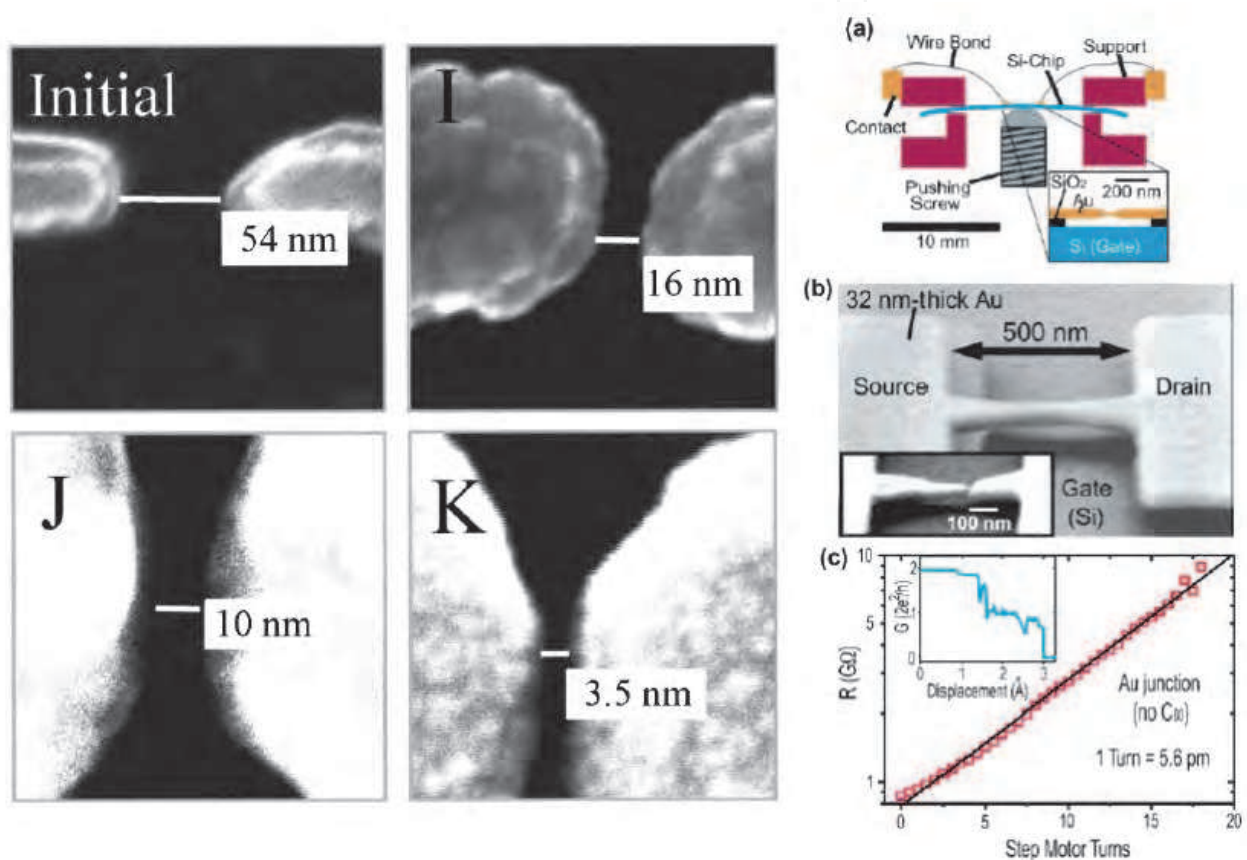 Initial
54 nm
I
16 nm
J
10 nm
K
3.5 nm
(a)
Wire Bond
Si-Chip
Support
Contact
Pushing
Screw
SiO₂
200 nm
Au
10 mm
Si (Gate)
(b)
32 nm-thick Au
500 nm
Source
Drain
Gate
(Si)
100 nm
(c)
10
5
1
R (GΩ)
2
1
0
G (2e²/h)
0 1 2 3
Displacement (Å)
Au junction
(no C₆₀)
1 Turn = 5.6 pm
0 5 10 15 20
Step Motor Turns